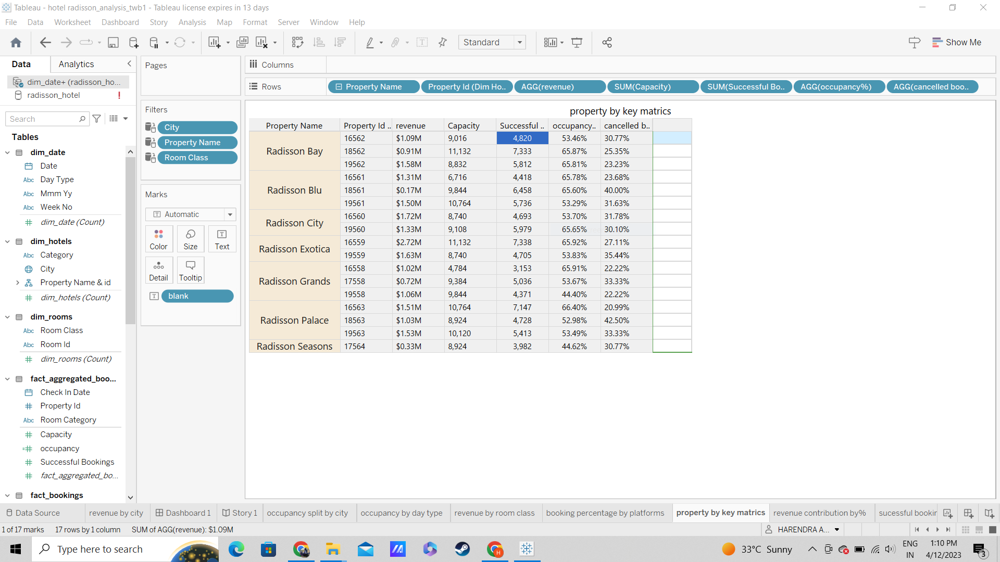 Tableau - hotel radisson_analysis_twb1 - Tableau license expires in 13 days
File Data Worksheet Dashboard Story Analysis Map Format Server Window Help
Standard
Show Me
Data Analytics
dim_date+ (radisson_ho...
radisson_hotel !
Search
Tables
dim_date
Date
Abc Day Type
Abc Mmm Yy
Abc Week No
dim_date (Count)
dim_hotels
Abc Category
City
Property Name & id
dim_hotels (Count)
dim_rooms
Abc Room Class
Abc Room Id
dim_rooms (Count)
fact_aggregated_boo...
Check In Date
Property Id
Abc Room Category
Capacity
occupancy
Successful Bookings
fact_aggregated_bo...
fact_bookings
Pages
Filters
City
Property Name
Room Class
Marks
Automatic
Color Size Text
Detail Tooltip
blank
Columns
Rows Property Name Property Id (Dim Ho.. AGG(revenue) SUM(Capacity) SUM(Successful Bo.. AGG(occupancy%) AGG(cancelled boo..
property by key matrics
Property Name Property Id .. revenue Capacity Successful .. occupancy.. cancelled b..
Radisson Bay 16562 $1.09M 9,016 4,820 53.46% 30.77%
18562 $0.91M 11,132 7,333 65.87% 25.35%
19562 $1.58M 8,832 5,812 65.81% 23.23%
Radisson Blu 16561 $1.31M 6,716 4,418 65.78% 23.68%
18561 $0.17M 9,844 6,458 65.60% 40.00%
19561 $1.50M 10,764 5,736 53.29% 31.63%
Radisson City 16560 $1.72M 8,740 4,693 53.70% 31.78%
19560 $1.33M 9,108 5,979 65.65% 30.10%
Radisson Exotica 16559 $2.72M 11,132 7,338 65.92% 27.11%
19559 $1.63M 8,740 4,705 53.83% 35.44%
Radisson Grands 16558 $1.02M 4,784 3,153 65.91% 22.22%
17558 $0.72M 9,384 5,036 53.67% 33.33%
19558 $1.06M 9,844 4,371 44.40% 22.22%
Radisson Palace 16563 $1.51M 10,764 7,147 66.40% 20.99%
18563 $1.03M 8,924 4,728 52.98% 42.50%
19563 $1.53M 10,120 5,413 53.49% 33.33%
Radisson Seasons 17564 $0.33M 8,924 3,982 44.62% 30.77%
Data Source revenue by city Dashboard 1 Story 1 occupancy split by city occupancy by day type revenue by room class booking percentage by platforms property by key matrics revenue contribution by% sucessful bookin
1 of 17 marks 17 rows by 1 column SUM of AGG(revenue): $1.09M HARENDRA A...
Type here to search
33°C Sunny
ENG
IN
1:10 PM
4/12/2023
3